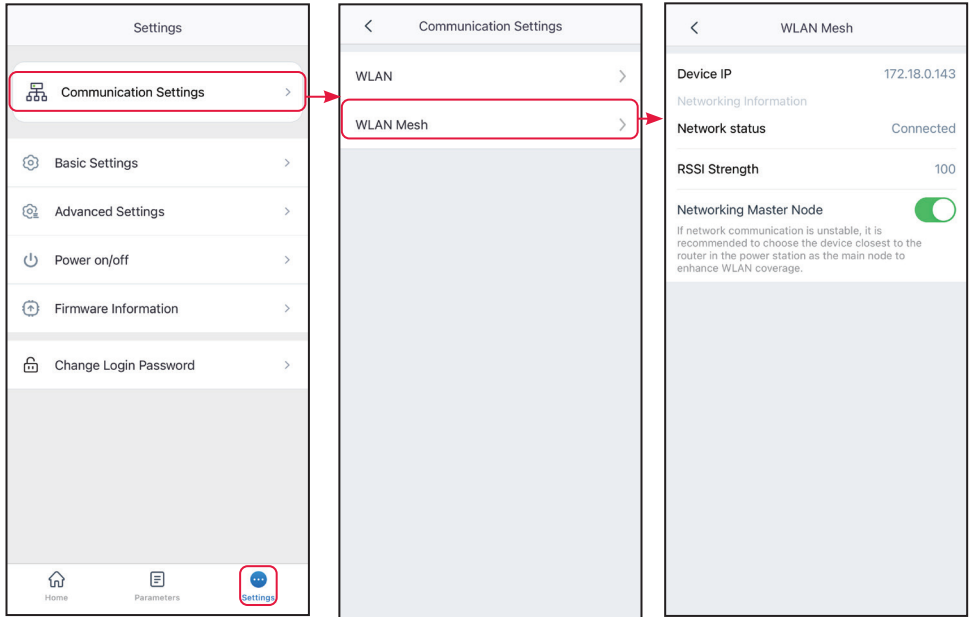 Settings
Communication Settings
Basic Settings
Advanced Settings
Power on/off
Firmware Information
Change Login Password
Home
Parameters
Settings
Communication Settings
WLAN
WLAN Mesh
WLAN Mesh
Device IP 172.18.0.143
Networking Information
Network status Connected
RSSI Strength 100
Networking Master Node
If network communication is unstable, it is
recommended to choose the device closest to the
router in the power station as the main node to
enhance WLAN coverage.